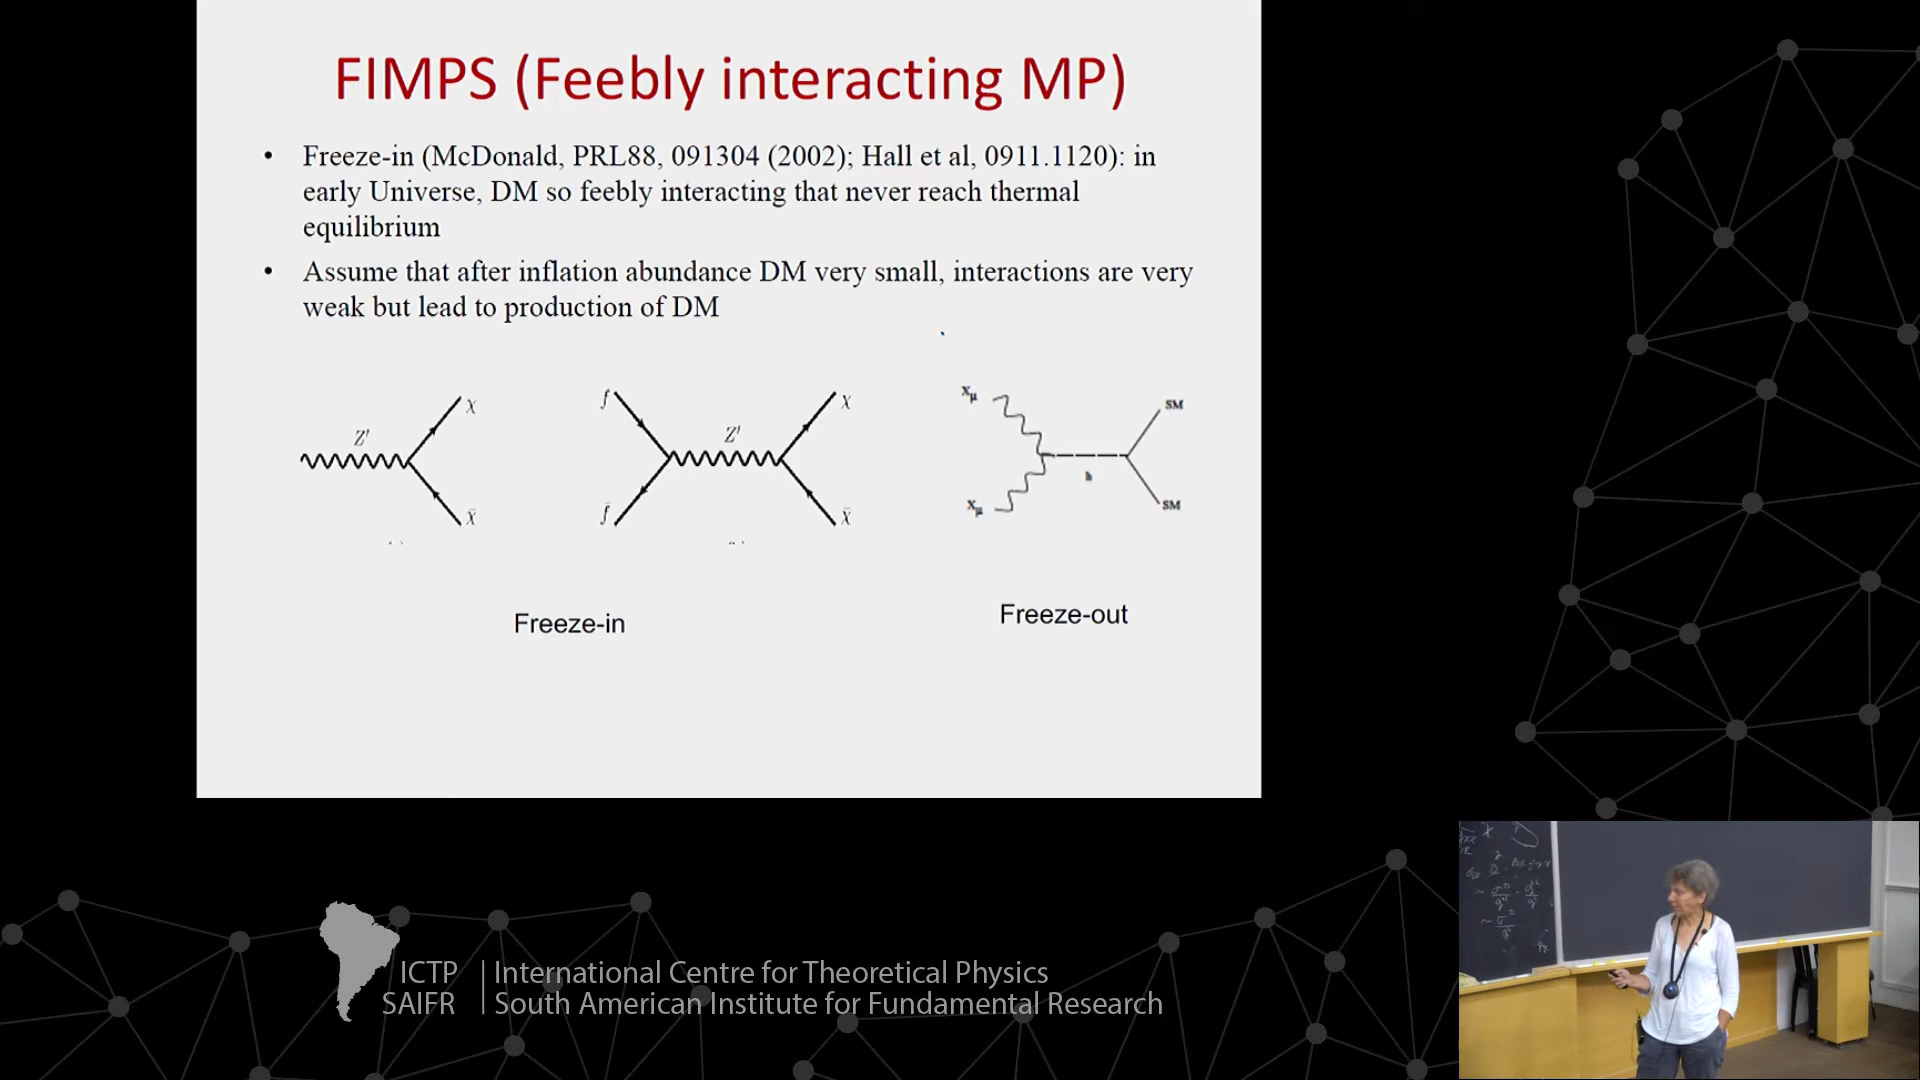 FIMPS (Feebly interacting MP)
• Freeze-in (McDonald, PRL88, 091304 (2002); Hall et al, 0911.1120): in
early Universe, DM so feebly interacting that never reach thermal
equilibrium
• Assume that after inflation abundance DM very small, interactions are very
weak but lead to production of DM
Z' χ χ̄
f f̄ Z' χ χ̄
Xμ Xμ h SM SM
Freeze-in
Freeze-out
ICTP | International Centre for Theoretical Physics
SAIFR | South American Institute for Fundamental Research